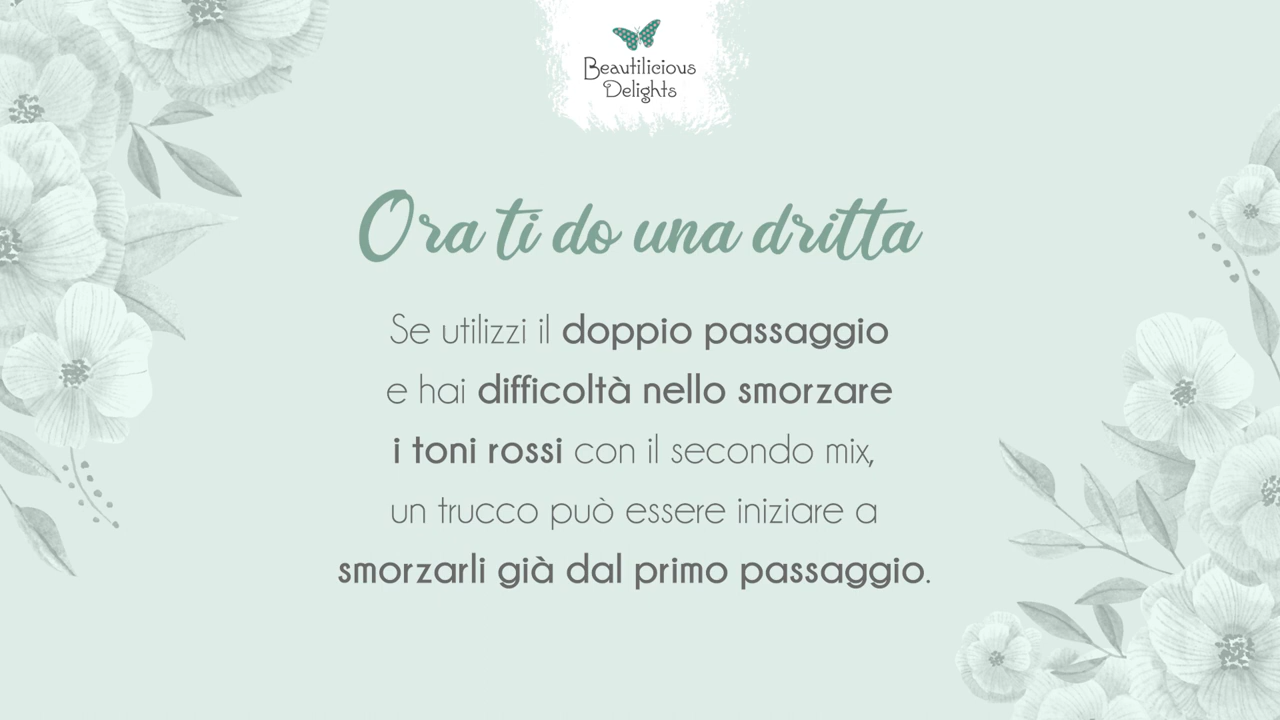 Beautilicious
Delights
Ora ti do una dritta
Se utilizzi il doppio passaggio
e hai difficoltà nello smorzare
i toni rossi con il secondo mix,
un trucco può essere iniziare a
smorzarli già dal primo passaggio.